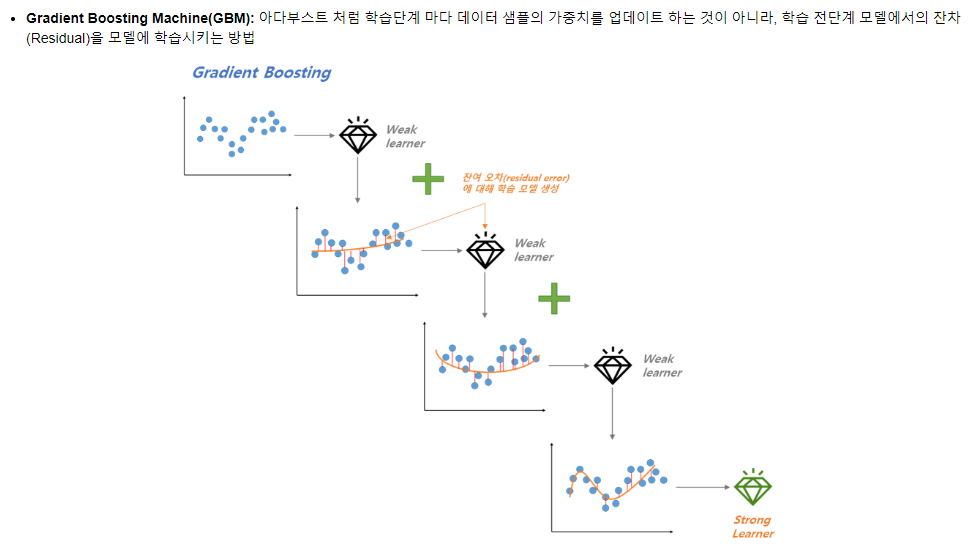 • Gradient Boosting Machine(GBM): 아다부스트 처럼 학습단계 마다 데이터 샘플의 가중치를 업데이트 하는 것이 아니라, 학습 전단계 모델에서의 잔차
(Residual)을 모델에 학습시키는 방법
Gradient Boosting
Weak
learner
잔여 오차(residual error)
에 대해 학습 모델 생성
Weak
learner
Weak
learner
Strong
Learner